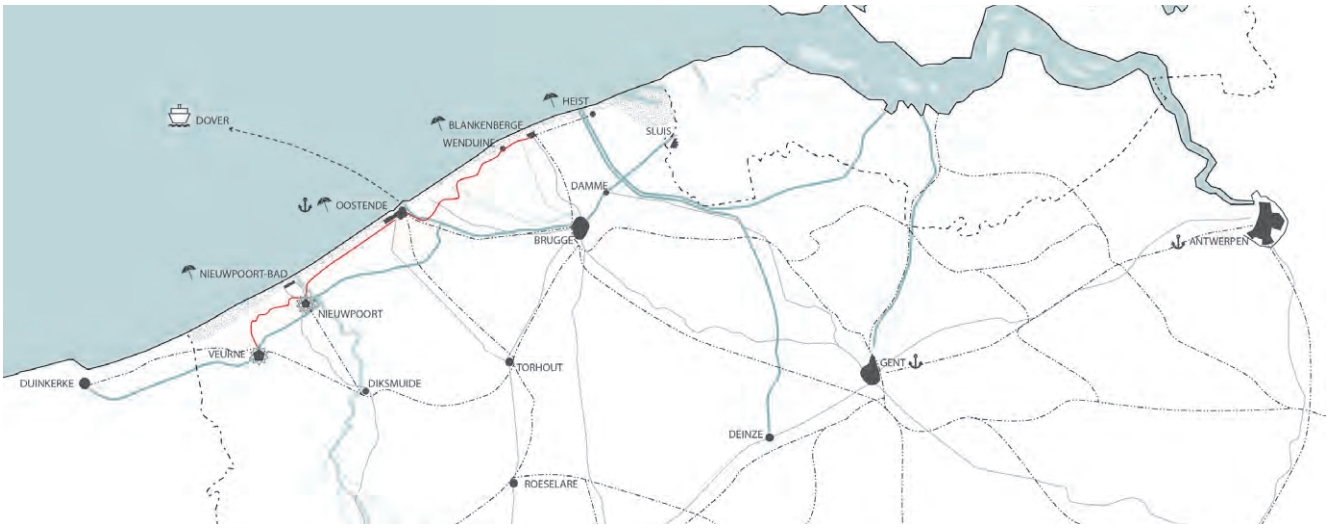 DOVER
HEIST
BLANKENBERGE
WENDUINE
SLUIS
DAMME
OOSTENDE
BRUGGE
ANTWERPEN
NIEUWPOORT-BAD
NIEUWPOORT
VEURNE
GENT
TORHOUT
DUINKERKE
DIKSMUIDE
DEINZE
ROESELARE